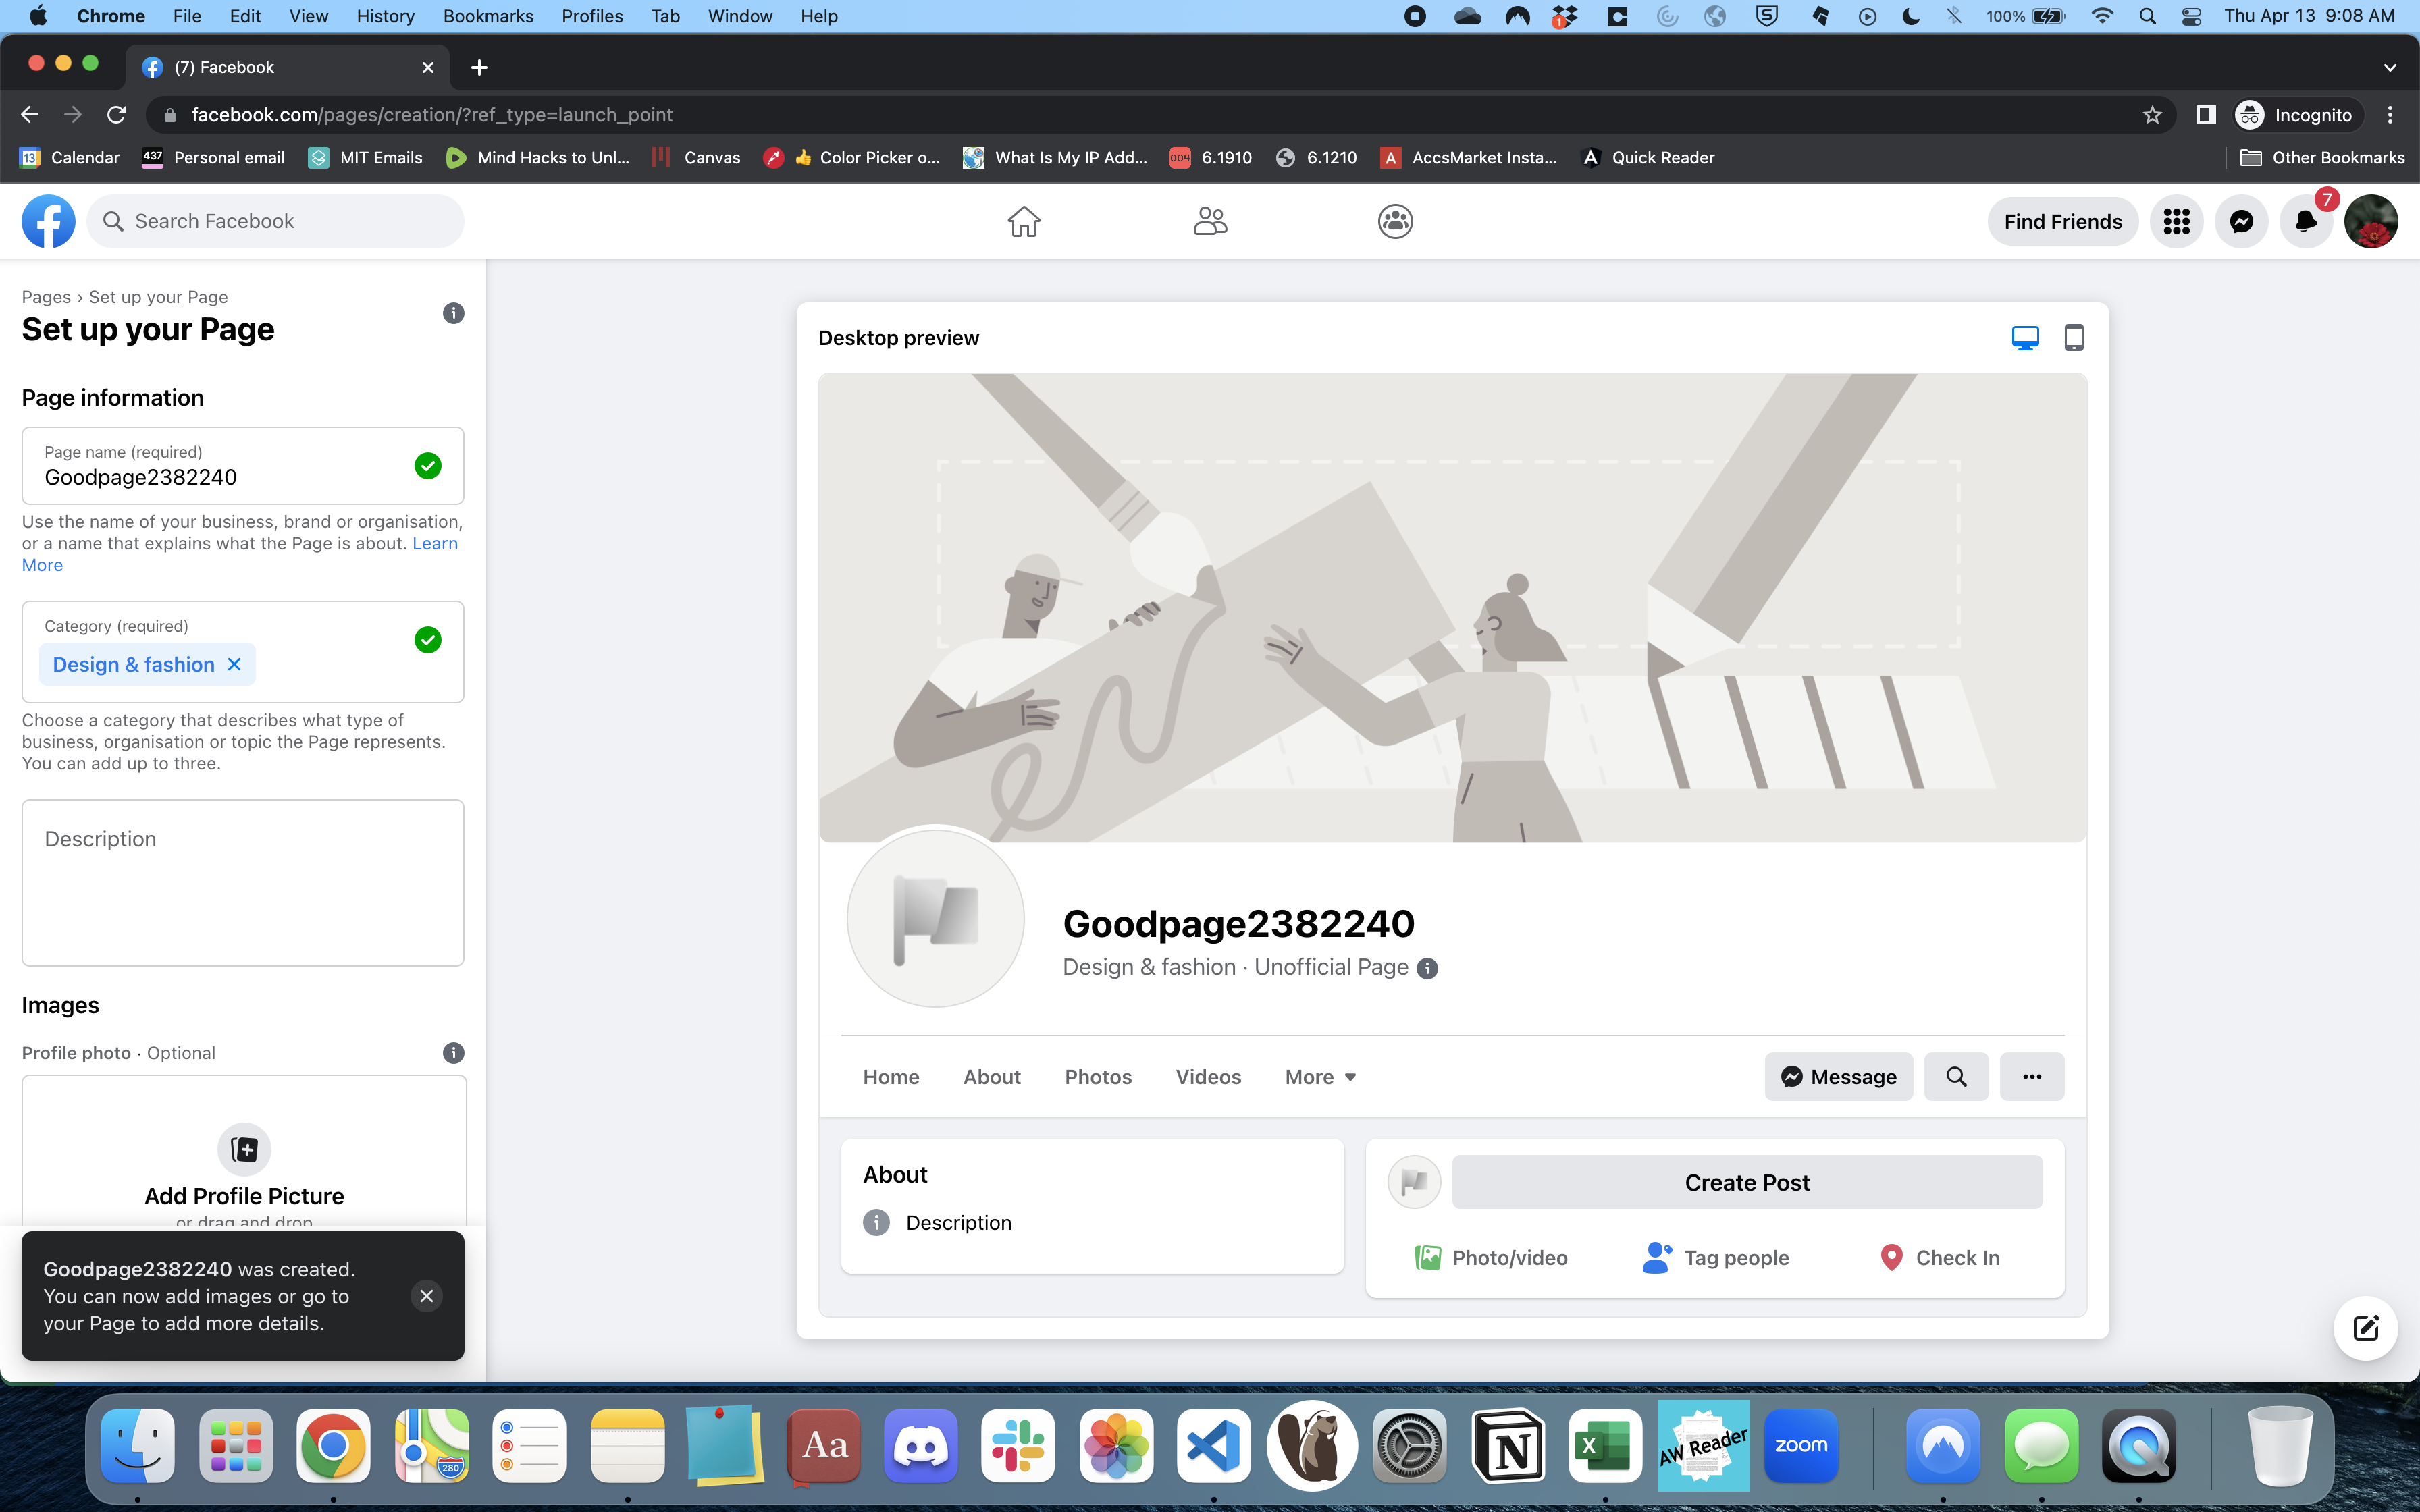 Chrome File Edit View History Bookmarks Profiles Tab Window Help
1
100%
Thu Apr 13 9:08 AM
(7) Facebook
facebook.com/pages/creation/?ref_type=launch_point
Incognito
13 Calendar
437 Personal email
MIT Emails
Mind Hacks to Unl...
Canvas
Color Picker o...
What Is My IP Add...
004 6.1910
6.1210
A AccsMarket Insta...
Quick Reader
Other Bookmarks
Search Facebook
Find Friends
7
Pages › Set up your Page
Set up your Page
Page information
Page name (required)
Goodpage2382240
Use the name of your business, brand or organisation,
or a name that explains what the Page is about. Learn
More
Category (required)
Design & fashion
Choose a category that describes what type of
business, organisation or topic the Page represents.
You can add up to three.
Description
Images
Profile photo · Optional
Add Profile Picture
or drag and drop
Goodpage2382240 was created.
You can now add images or go to
your Page to add more details.
Desktop preview
Goodpage2382240
Design & fashion · Unofficial Page
Home About Photos Videos More
Message
About
Description
Create Post
Photo/video
Tag people
Check In
280
Aa
N
X
AW Reader
zoom